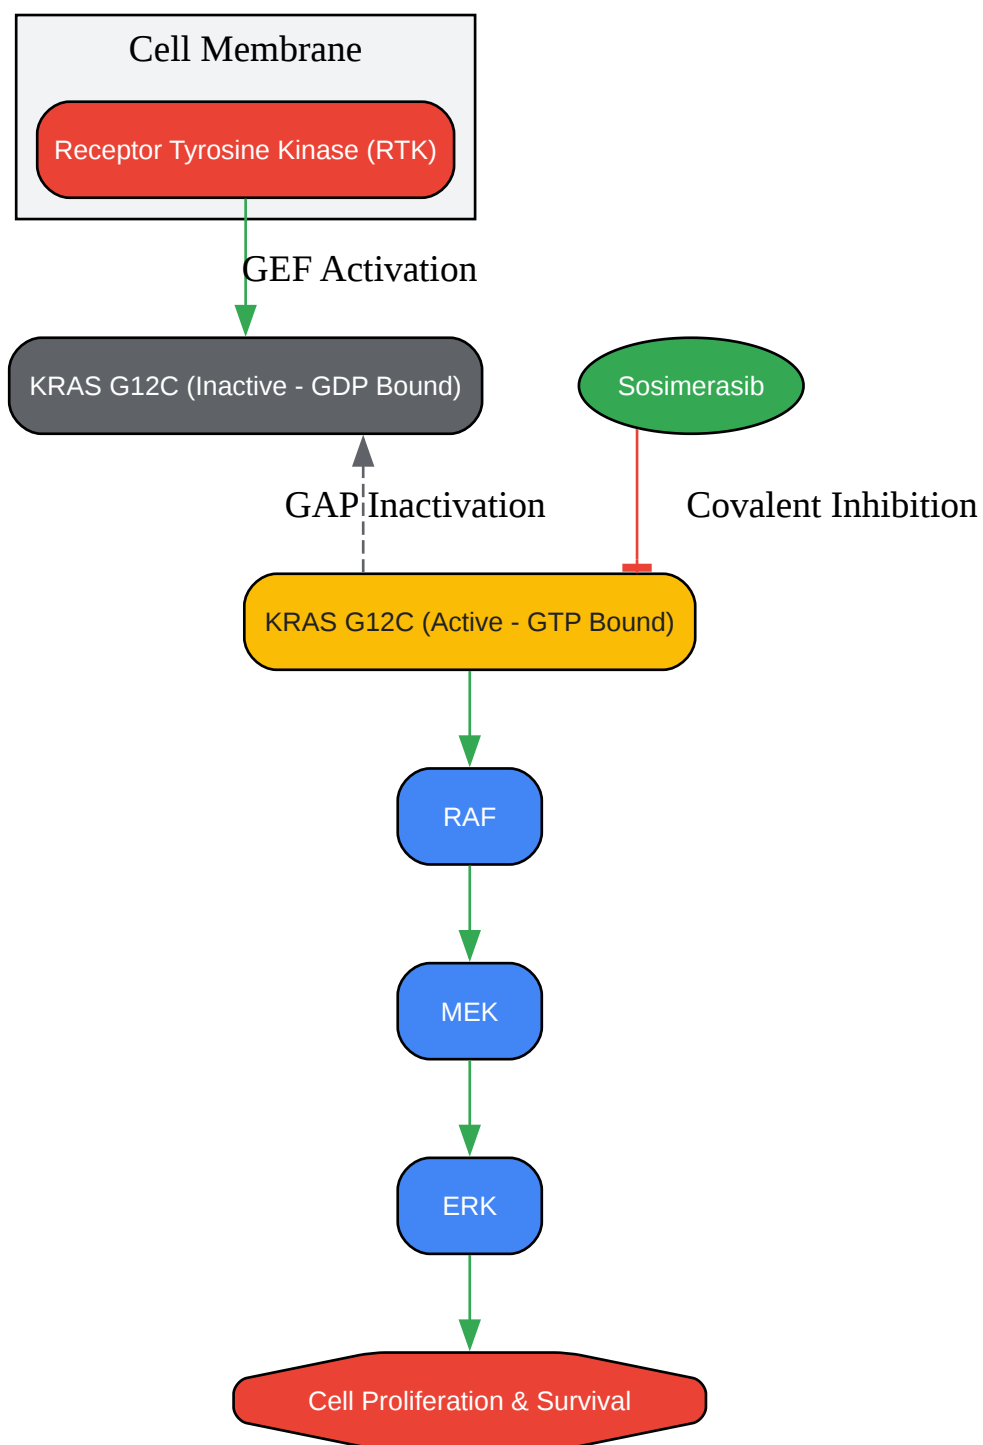 Cell Membrane
Receptor Tyrosine Kinase (RTK)
GEF Activation
KRAS G12C (Inactive - GDP Bound)
Sosimerasib
GAP Inactivation
Covalent Inhibition
KRAS G12C (Active - GTP Bound)
RAF
MEK
ERK
Cell Proliferation & Survival